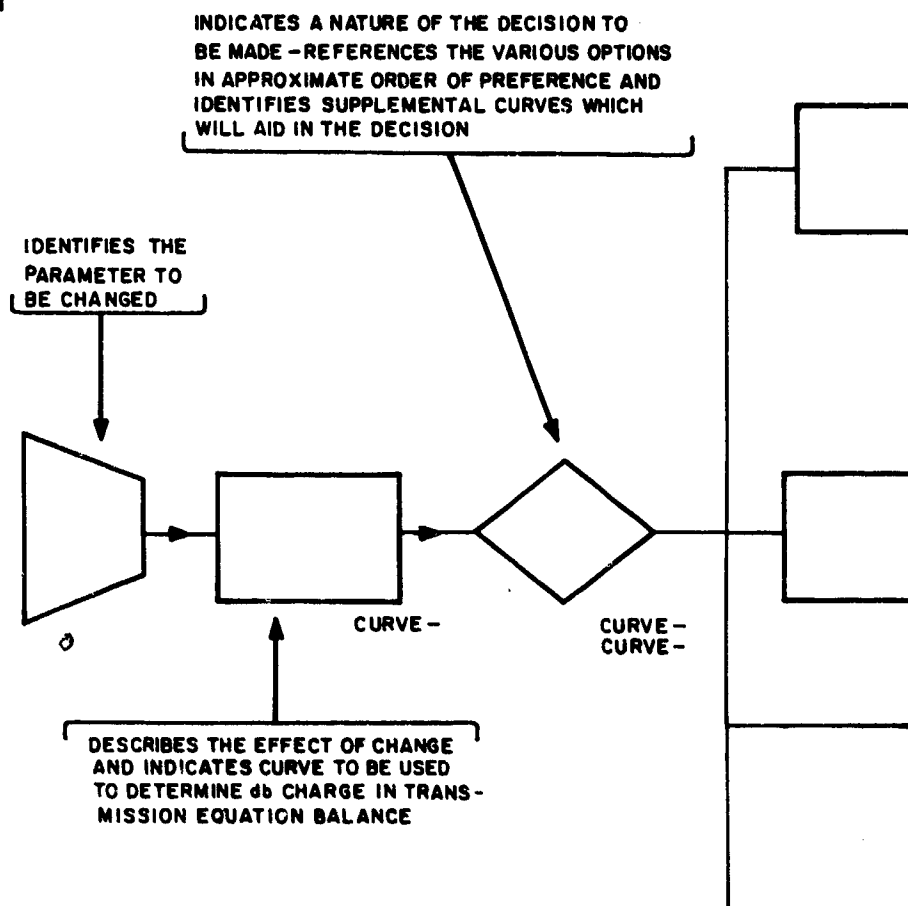 INDICATES A NATURE OF THE DECISION TO
BE MADE – REFERENCES THE VARIOUS OPTIONS
IN APPROXIMATE ORDER OF PREFERENCE AND
IDENTIFIES SUPPLEMENTAL CURVES WHICH
WILL AID IN THE DECISION
IDENTIFIES THE
PARAMETER TO
BE CHANGED
CURVE –
CURVE –
CURVE –
DESCRIBES THE EFFECT OF CHANGE
AND INDICATES CURVE TO BE USED
TO DETERMINE db CHARGE IN TRANS-
MISSION EQUATION BALANCE